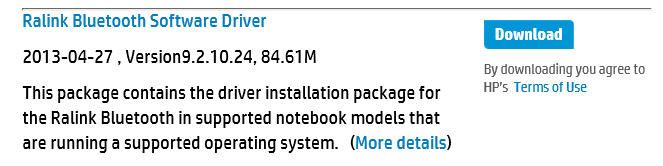 Ralink Bluetooth Software Driver
2013-04-27 , Version9.2.10.24, 84.61M
This package contains the driver installation package for
the Ralink Bluetooth in supported notebook models that
are running a supported operating system. (More details)
Download
By downloading you agree to
HP's Terms of Use